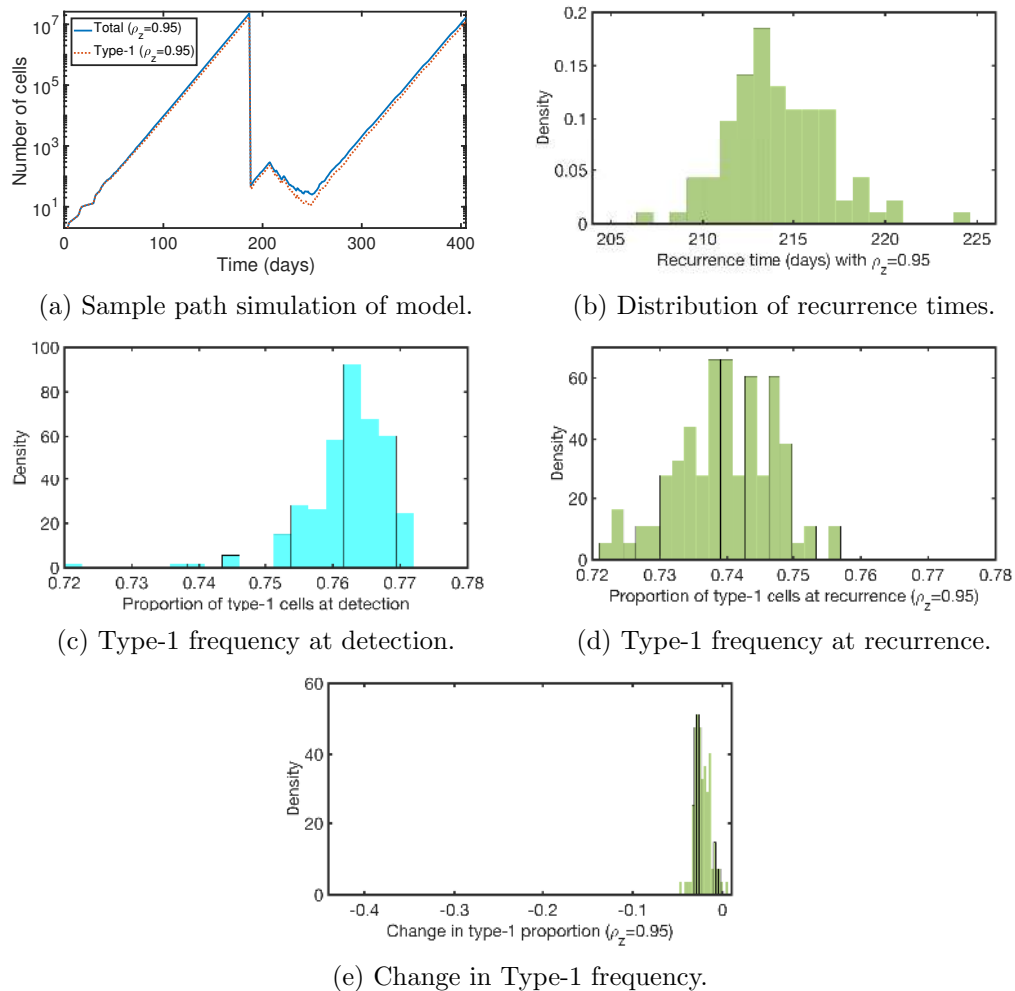 Number of cells
10^7
10^5
10^3
10^1
Total (ρ_z=0.95)
Type-1 (ρ_z=0.95)
0 100 200 300 400
Time (days)
(a) Sample path simulation of model.
Density
0.2
0.15
0.1
0.05
0
205 210 215 220 225
Recurrence time (days) with ρ_z=0.95
(b) Distribution of recurrence times.
Density
100
80
60
40
20
0
0.72 0.73 0.74 0.75 0.76 0.77 0.78
Proportion of type-1 cells at detection
(c) Type-1 frequency at detection.
Density
60
40
20
0
0.72 0.73 0.74 0.75 0.76 0.77 0.78
Proportion of type-1 cells at recurrence (ρ_z=0.95)
(d) Type-1 frequency at recurrence.
Density
60
40
20
0
-0.4 -0.3 -0.2 -0.1 0
Change in type-1 proportion (ρ_z=0.95)
(e) Change in Type-1 frequency.